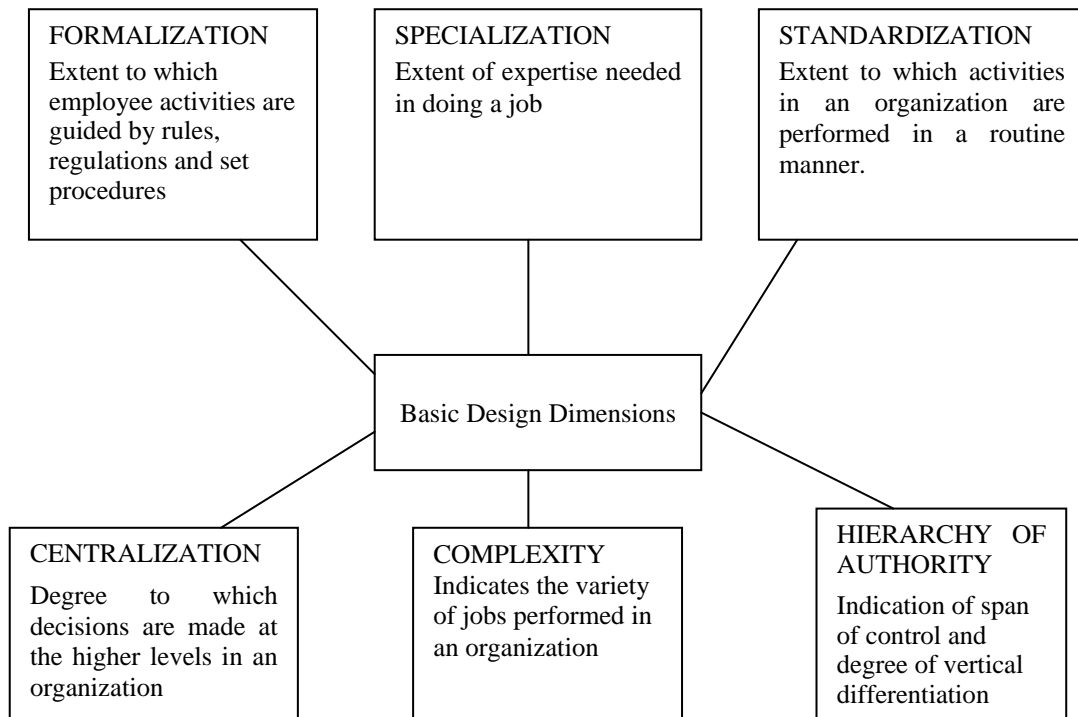 FORMALIZATION
Extent to which
employee activities are
guided by rules,
regulations and set
procedures
SPECIALIZATION
Extent of expertise needed
in doing a job
STANDARDIZATION
Extent to which activities
in an organization are
performed in a routine
manner.
Basic Design Dimensions
CENTRALIZATION
Degree to which
decisions are made at
the higher levels in an
organization
COMPLEXITY
Indicates the variety
of jobs performed in
an organization
HIERARCHY OF
AUTHORITY
Indication of span
of control and
degree of vertical
differentiation